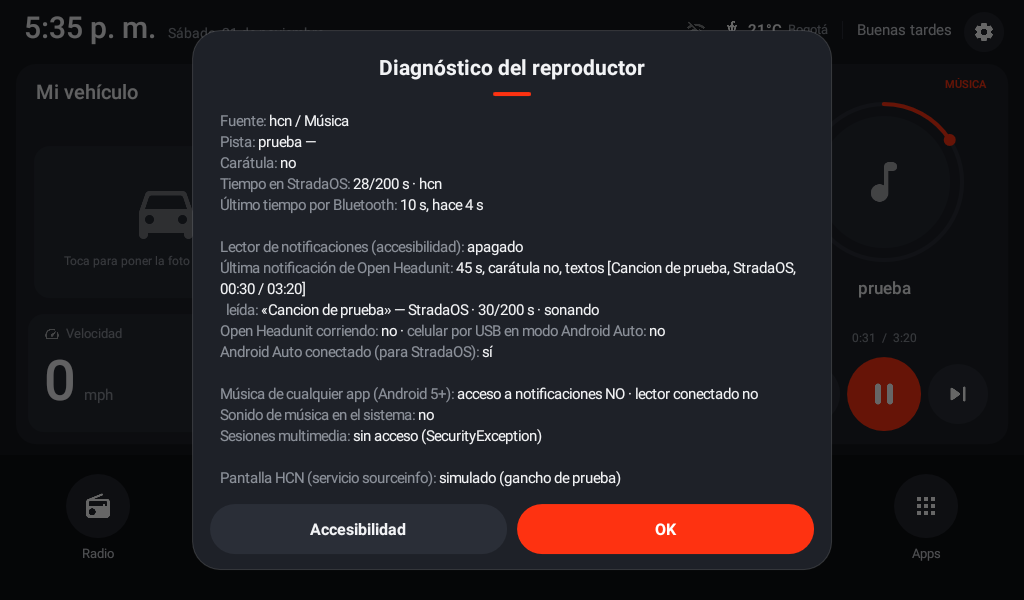 5:35 p. m.
21°C Bogotá
Buenas tardes
Mi vehículo
MÚSICA
Diagnóstico del reproductor
Fuente: hcn / Música
Pista: prueba —
Carátula: no
Tiempo en StradaOS: 28/200 s · hcn
Último tiempo por Bluetooth: 10 s, hace 4 s
Lector de notificaciones (accesibilidad): apagado
Última notificación de Open Headunit: 45 s, carátula no, textos [Cancion de prueba, StradaOS,
00:30 / 03:20]
leída: «Cancion de prueba» — StradaOS · 30/200 s · sonando
Open Headunit corriendo: no · celular por USB en modo Android Auto: no
Android Auto conectado (para StradaOS): sí
Música de cualquier app (Android 5+): acceso a notificaciones NO · lector conectado no
Sonido de música en el sistema: no
Sesiones multimedia: sin acceso (SecurityException)
Pantalla HCN (servicio sourceinfo): simulado (gancho de prueba)
Accesibilidad
OK
Toca para poner la foto
Velocidad
0 mph
prueba
0:31 / 3:20
Radio
Apps